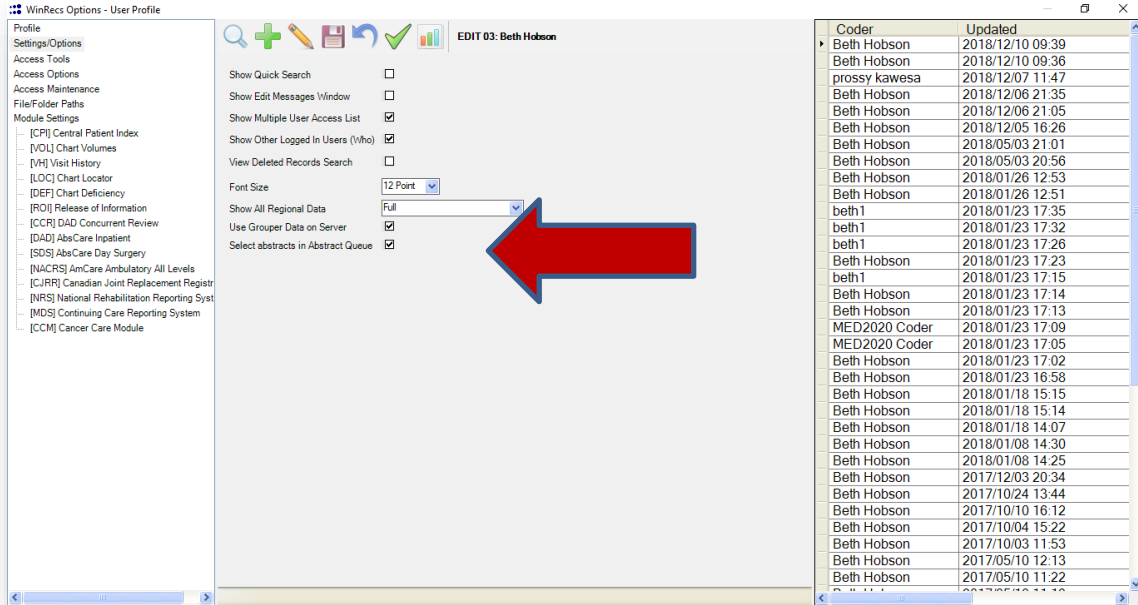 WinRecs Options - User Profile
Profile
Settings/Options
Access Tools
Access Options
Access Maintenance
File/Folder Paths
Module Settings
[CPI] Central Patient Index
[VOL] Chart Volumes
[VH] Visit History
[LOC] Chart Locator
[DEF] Chart Deficiency
[ROI] Release of Information
[CCR] DAD Concurrent Review
[DAD] AbsCare Inpatient
[SDS] AbsCare Day Surgery
[NACRS] AmCare Ambulatory All Levels
[CJRR] Canadian Joint Replacement Registr
[NRS] National Rehabilitation Reporting Syst
[MDS] Continuing Care Reporting System
[CCM] Cancer Care Module
EDIT 03: Beth Hobson
Show Quick Search
Show Edit Messages Window
Show Multiple User Access List
Show Other Logged In Users (Who)
View Deleted Records Search
Font Size 12 Point
Show All Regional Data Full
Use Grouper Data on Server
Select abstracts in Abstract Queue
Coder Updated
Beth Hobson 2018/12/10 09:39
Beth Hobson 2018/12/10 09:36
prossy kawesa 2018/12/07 11:47
Beth Hobson 2018/12/06 21:35
Beth Hobson 2018/12/06 21:05
Beth Hobson 2018/12/05 16:26
Beth Hobson 2018/05/03 21:01
Beth Hobson 2018/05/03 20:56
Beth Hobson 2018/01/26 12:53
Beth Hobson 2018/01/26 12:51
beth1 2018/01/23 17:35
beth1 2018/01/23 17:32
beth1 2018/01/23 17:26
Beth Hobson 2018/01/23 17:23
beth1 2018/01/23 17:15
Beth Hobson 2018/01/23 17:14
Beth Hobson 2018/01/23 17:13
MED2020 Coder 2018/01/23 17:09
MED2020 Coder 2018/01/23 17:05
Beth Hobson 2018/01/23 17:02
Beth Hobson 2018/01/23 16:58
Beth Hobson 2018/01/18 15:15
Beth Hobson 2018/01/18 15:14
Beth Hobson 2018/01/18 14:07
Beth Hobson 2018/01/08 14:30
Beth Hobson 2018/01/08 14:25
Beth Hobson 2017/12/03 20:34
Beth Hobson 2017/10/24 13:44
Beth Hobson 2017/10/10 16:12
Beth Hobson 2017/10/04 15:22
Beth Hobson 2017/10/03 11:53
Beth Hobson 2017/05/10 12:13
Beth Hobson 2017/05/10 11:22